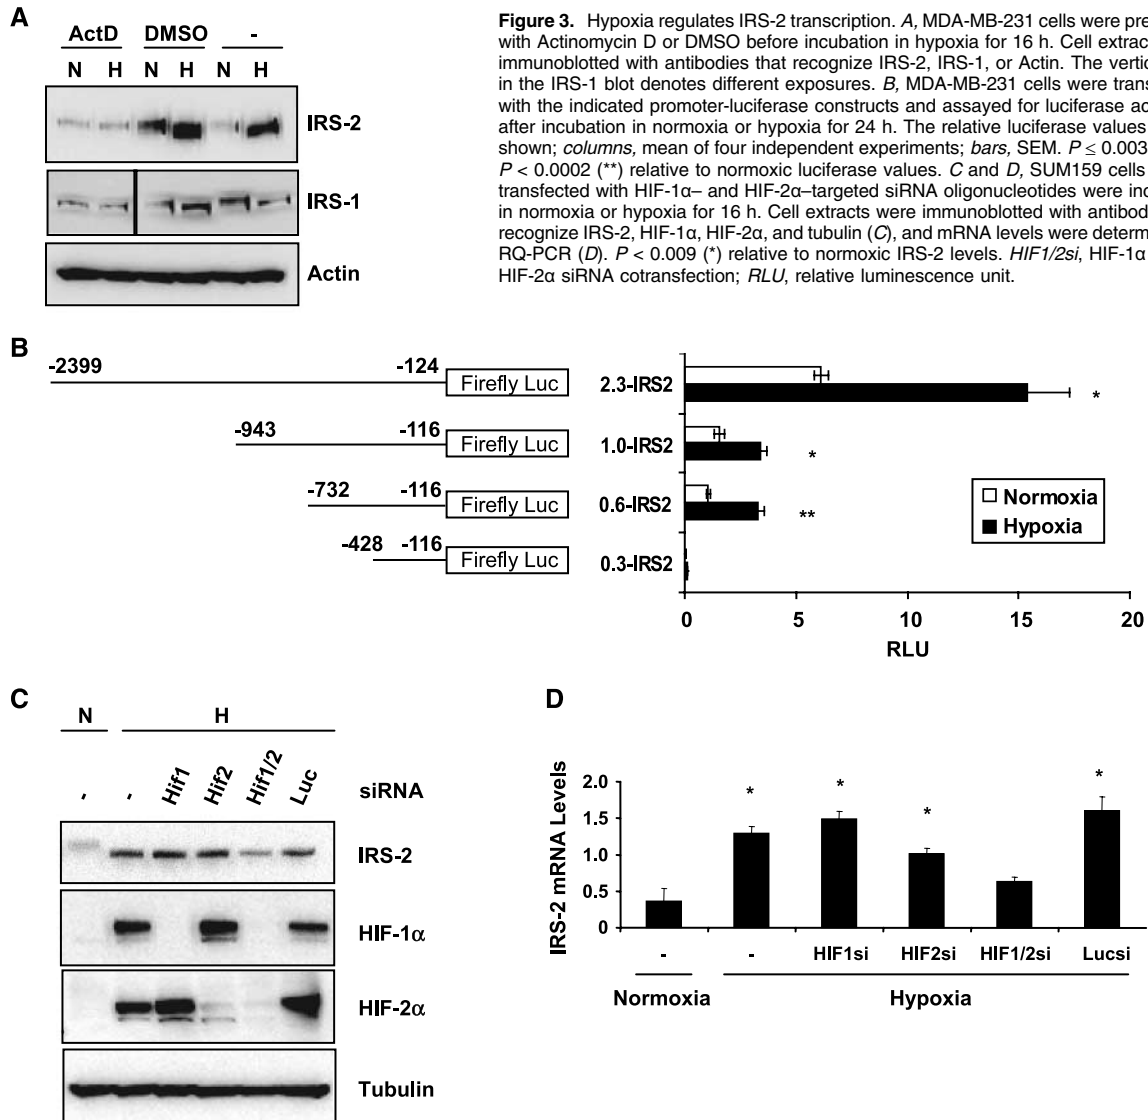 A
ActD DMSO -
N H N H N H
IRS-2
IRS-1
Actin
Figure 3. Hypoxia regulates IRS-2 transcription. A, MDA-MB-231 cells were pre
with Actinomycin D or DMSO before incubation in hypoxia for 16 h. Cell extrac
immunoblotted with antibodies that recognize IRS-2, IRS-1, or Actin. The vertic
in the IRS-1 blot denotes different exposures. B, MDA-MB-231 cells were trans
with the indicated promoter-luciferase constructs and assayed for luciferase ac
after incubation in normoxia or hypoxia for 24 h. The relative luciferase values
shown; columns, mean of four independent experiments; bars, SEM. P ≤ 0.003
P < 0.0002 (**) relative to normoxic luciferase values. C and D, SUM159 cells
transfected with HIF-1α– and HIF-2α–targeted siRNA oligonucleotides were inc
in normoxia or hypoxia for 16 h. Cell extracts were immunoblotted with antibod
recognize IRS-2, HIF-1α, HIF-2α, and tubulin (C), and mRNA levels were determ
RQ-PCR (D). P < 0.009 (*) relative to normoxic IRS-2 levels. HIF1/2si, HIF-1α
HIF-2α siRNA cotransfection; RLU, relative luminescence unit.
B
-2399 -124 Firefly Luc 2.3-IRS2 *
-943 -116 Firefly Luc 1.0-IRS2 *
-732 -116 Firefly Luc 0.6-IRS2 **
-428 -116 Firefly Luc 0.3-IRS2
Normoxia
Hypoxia
0 5 10 15 20
RLU
C
N H
- - Hif1 Hif2 Hif1/2 Luc siRNA
IRS-2
HIF-1α
HIF-2α
Tubulin
D
IRS-2 mRNA Levels
2.0
1.5
1.0
0.5
0
* * * *
- - HIF1si HIF2si HIF1/2si Lucsi
Normoxia Hypoxia